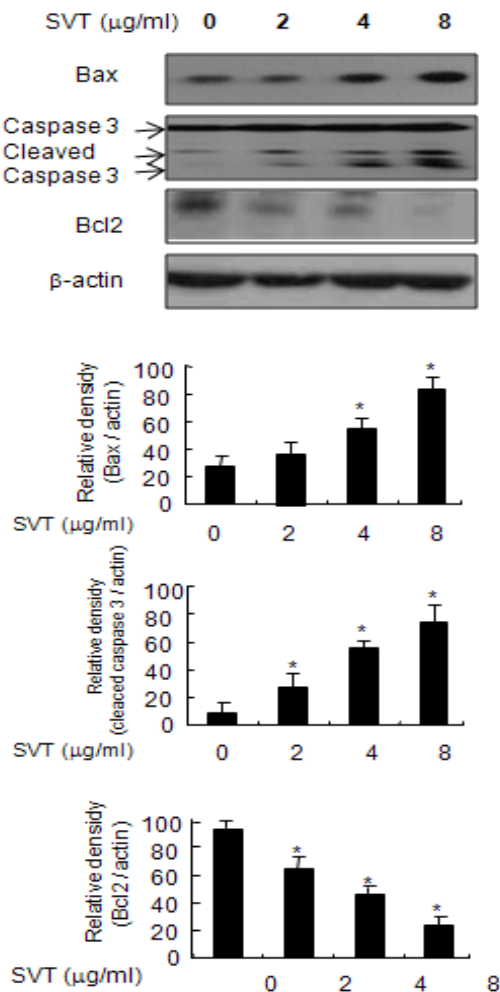 SVT (μg/ml) 0 2 4 8
Bax
Caspase 3
Cleaved
Caspase 3
Bcl2
β-actin
Relative densidy
(Bax / actin)
100
80
60
40
20
0
*
*
SVT (μg/ml) 0 2 4 8
Relative densidy
(cleaced caspase 3 / actin)
100
80
60
40
20
0
*
*
*
SVT (μg/ml) 0 2 4 8
Relative densidy
(Bcl2 / actin)
100
80
60
40
20
0
*
*
*
SVT (μg/ml) 0 2 4 8